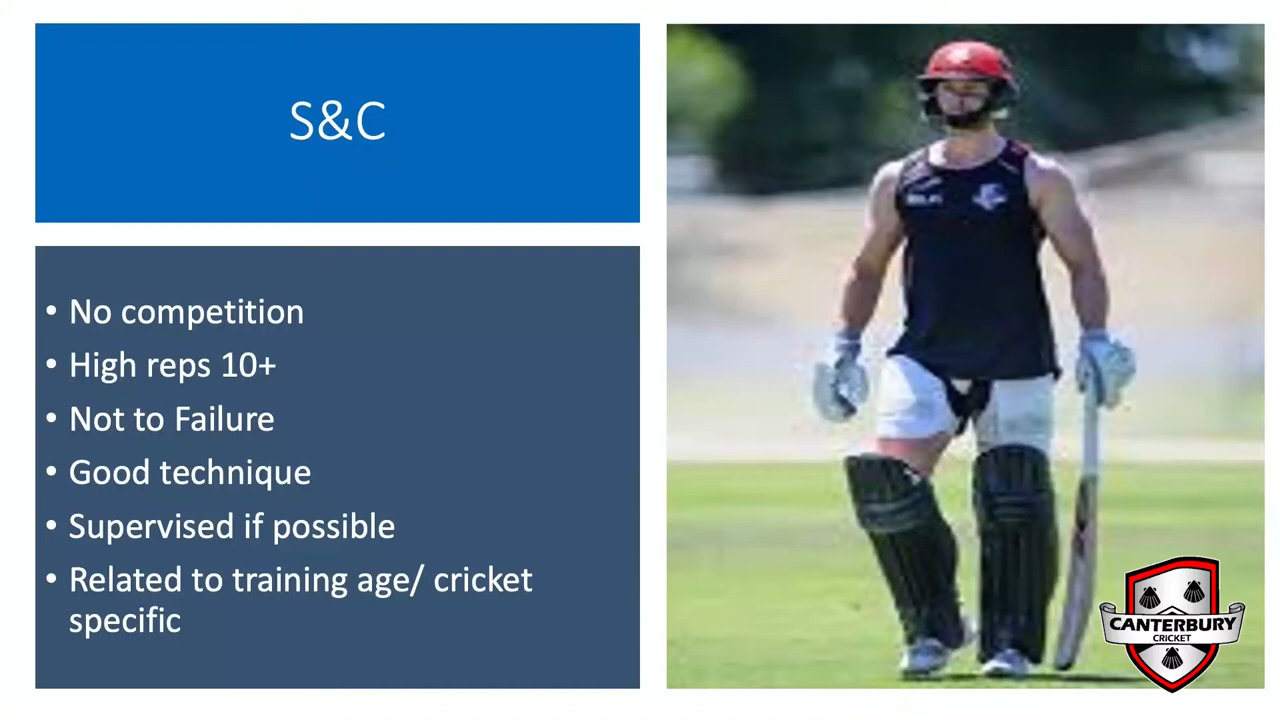 S&C
• No competition
• High reps 10+
• Not to Failure
• Good technique
• Supervised if possible
• Related to training age/ cricket
specific
CANTERBURY
CRICKET